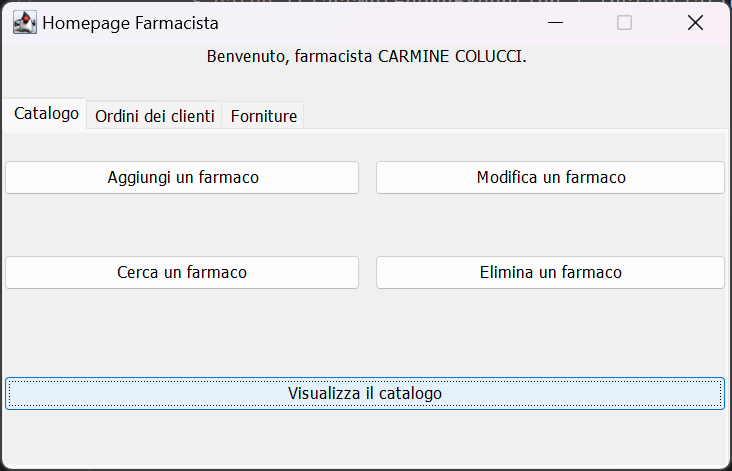 Homepage Farmacista
Benvenuto, farmacista CARMINE COLUCCI.
Catalogo Ordini dei clienti Forniture
Aggiungi un farmaco Modifica un farmaco
Cerca un farmaco Elimina un farmaco
Visualizza il catalogo